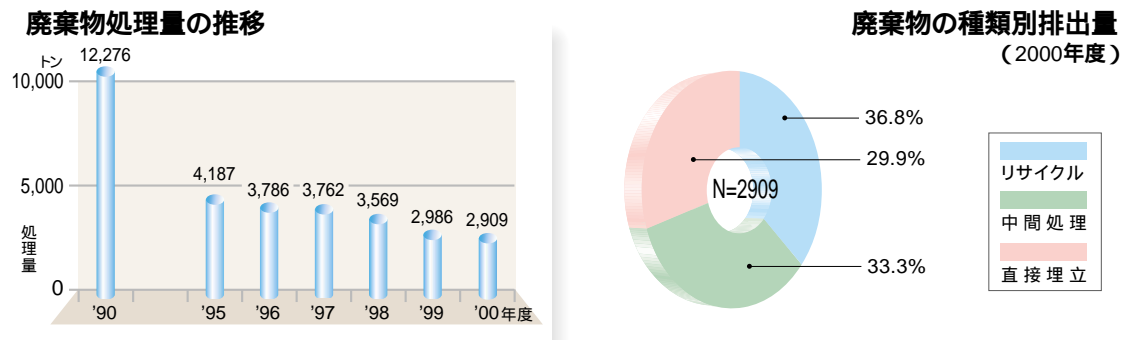 廃棄物処理量の推移
トン
12,276
10,000
5,000
4,187
3,786
3,762
3,569
2,986
2,909
処理量
0
’90
’95
’96
’97
’98
’99
’00年度
廃棄物の種類別排出量
(2000年度)
36.8%
29.9%
N=2909
33.3%
リサイクル
中間処理
直接埋立